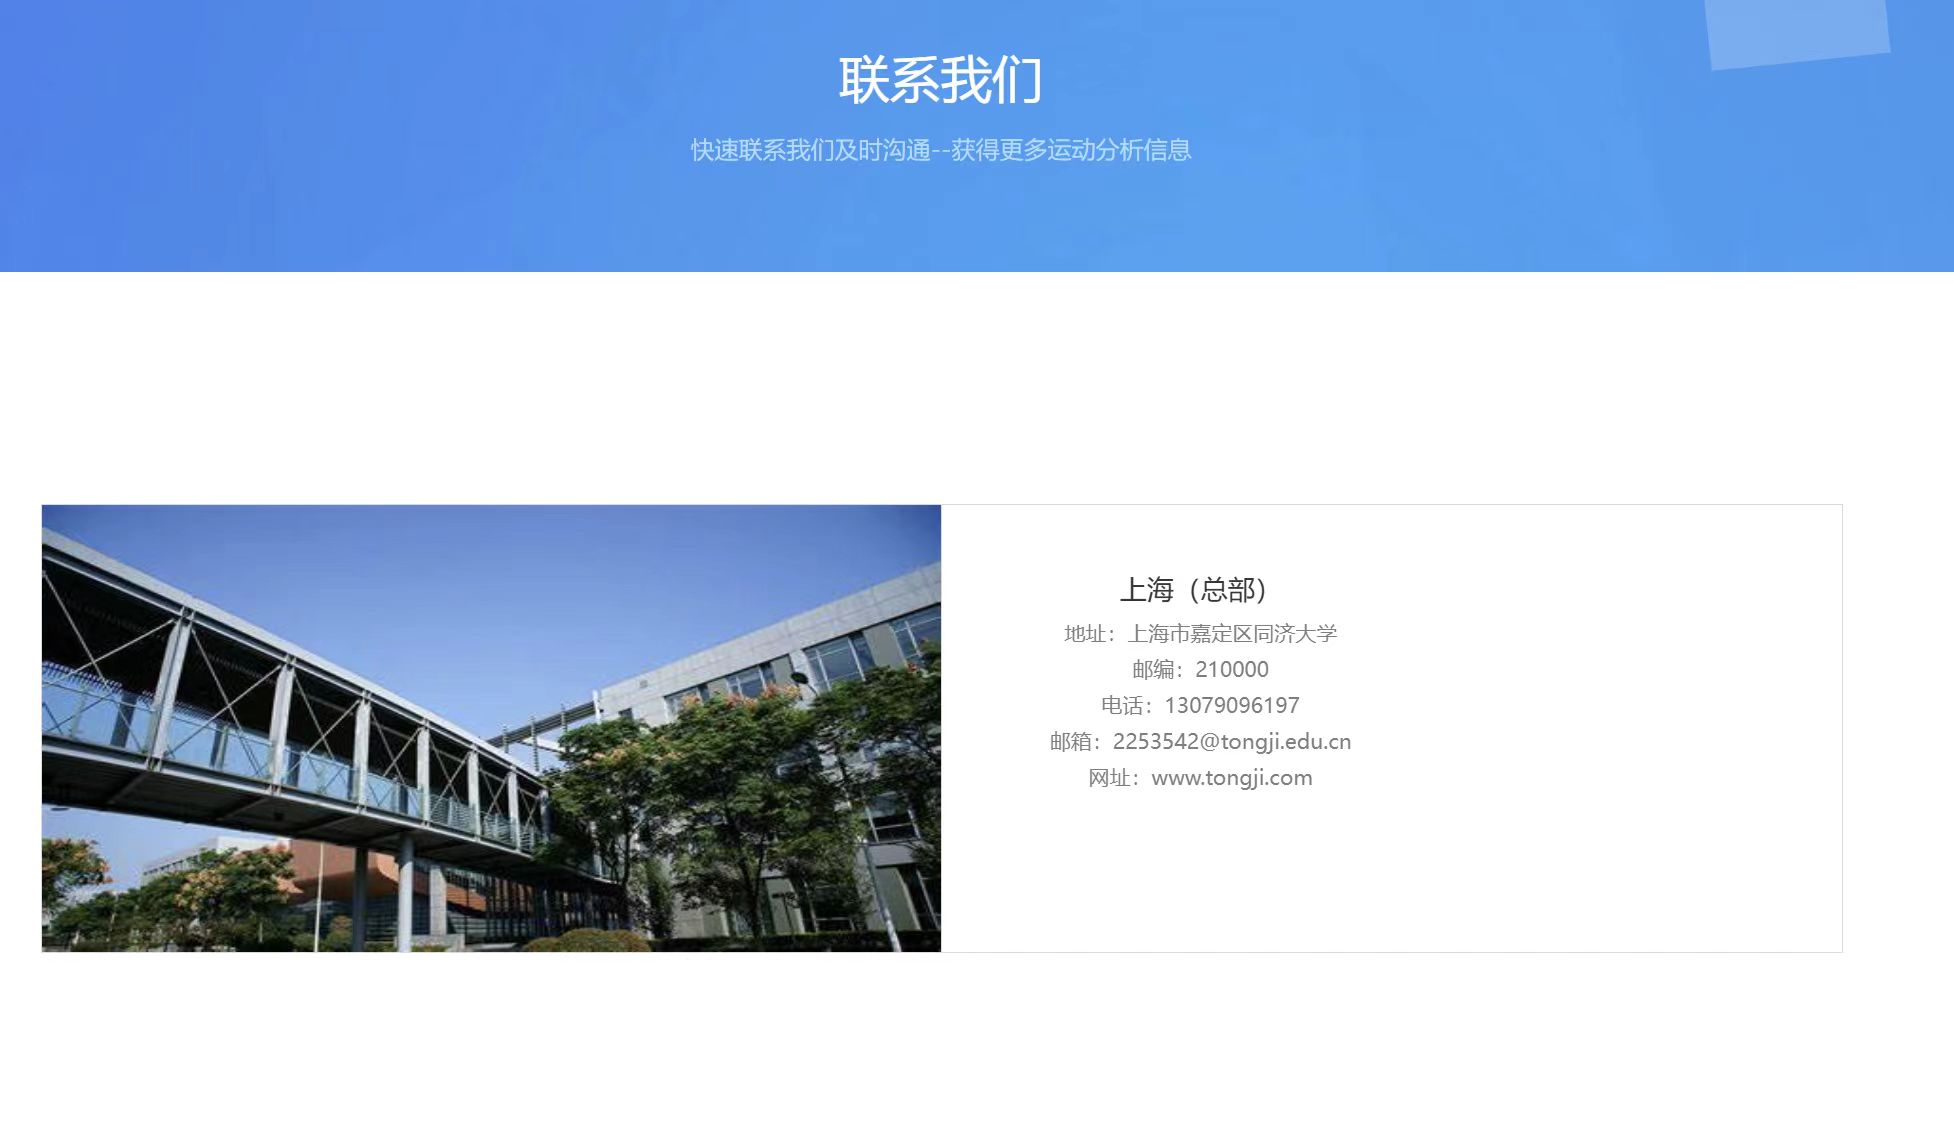 联系我们
快速联系我们及时沟通--获得更多运动分析信息
上海（总部）
地址：上海市嘉定区同济大学
邮编：210000
电话：13079096197
邮箱：2253542@tongji.edu.cn
网址：www.tongji.com